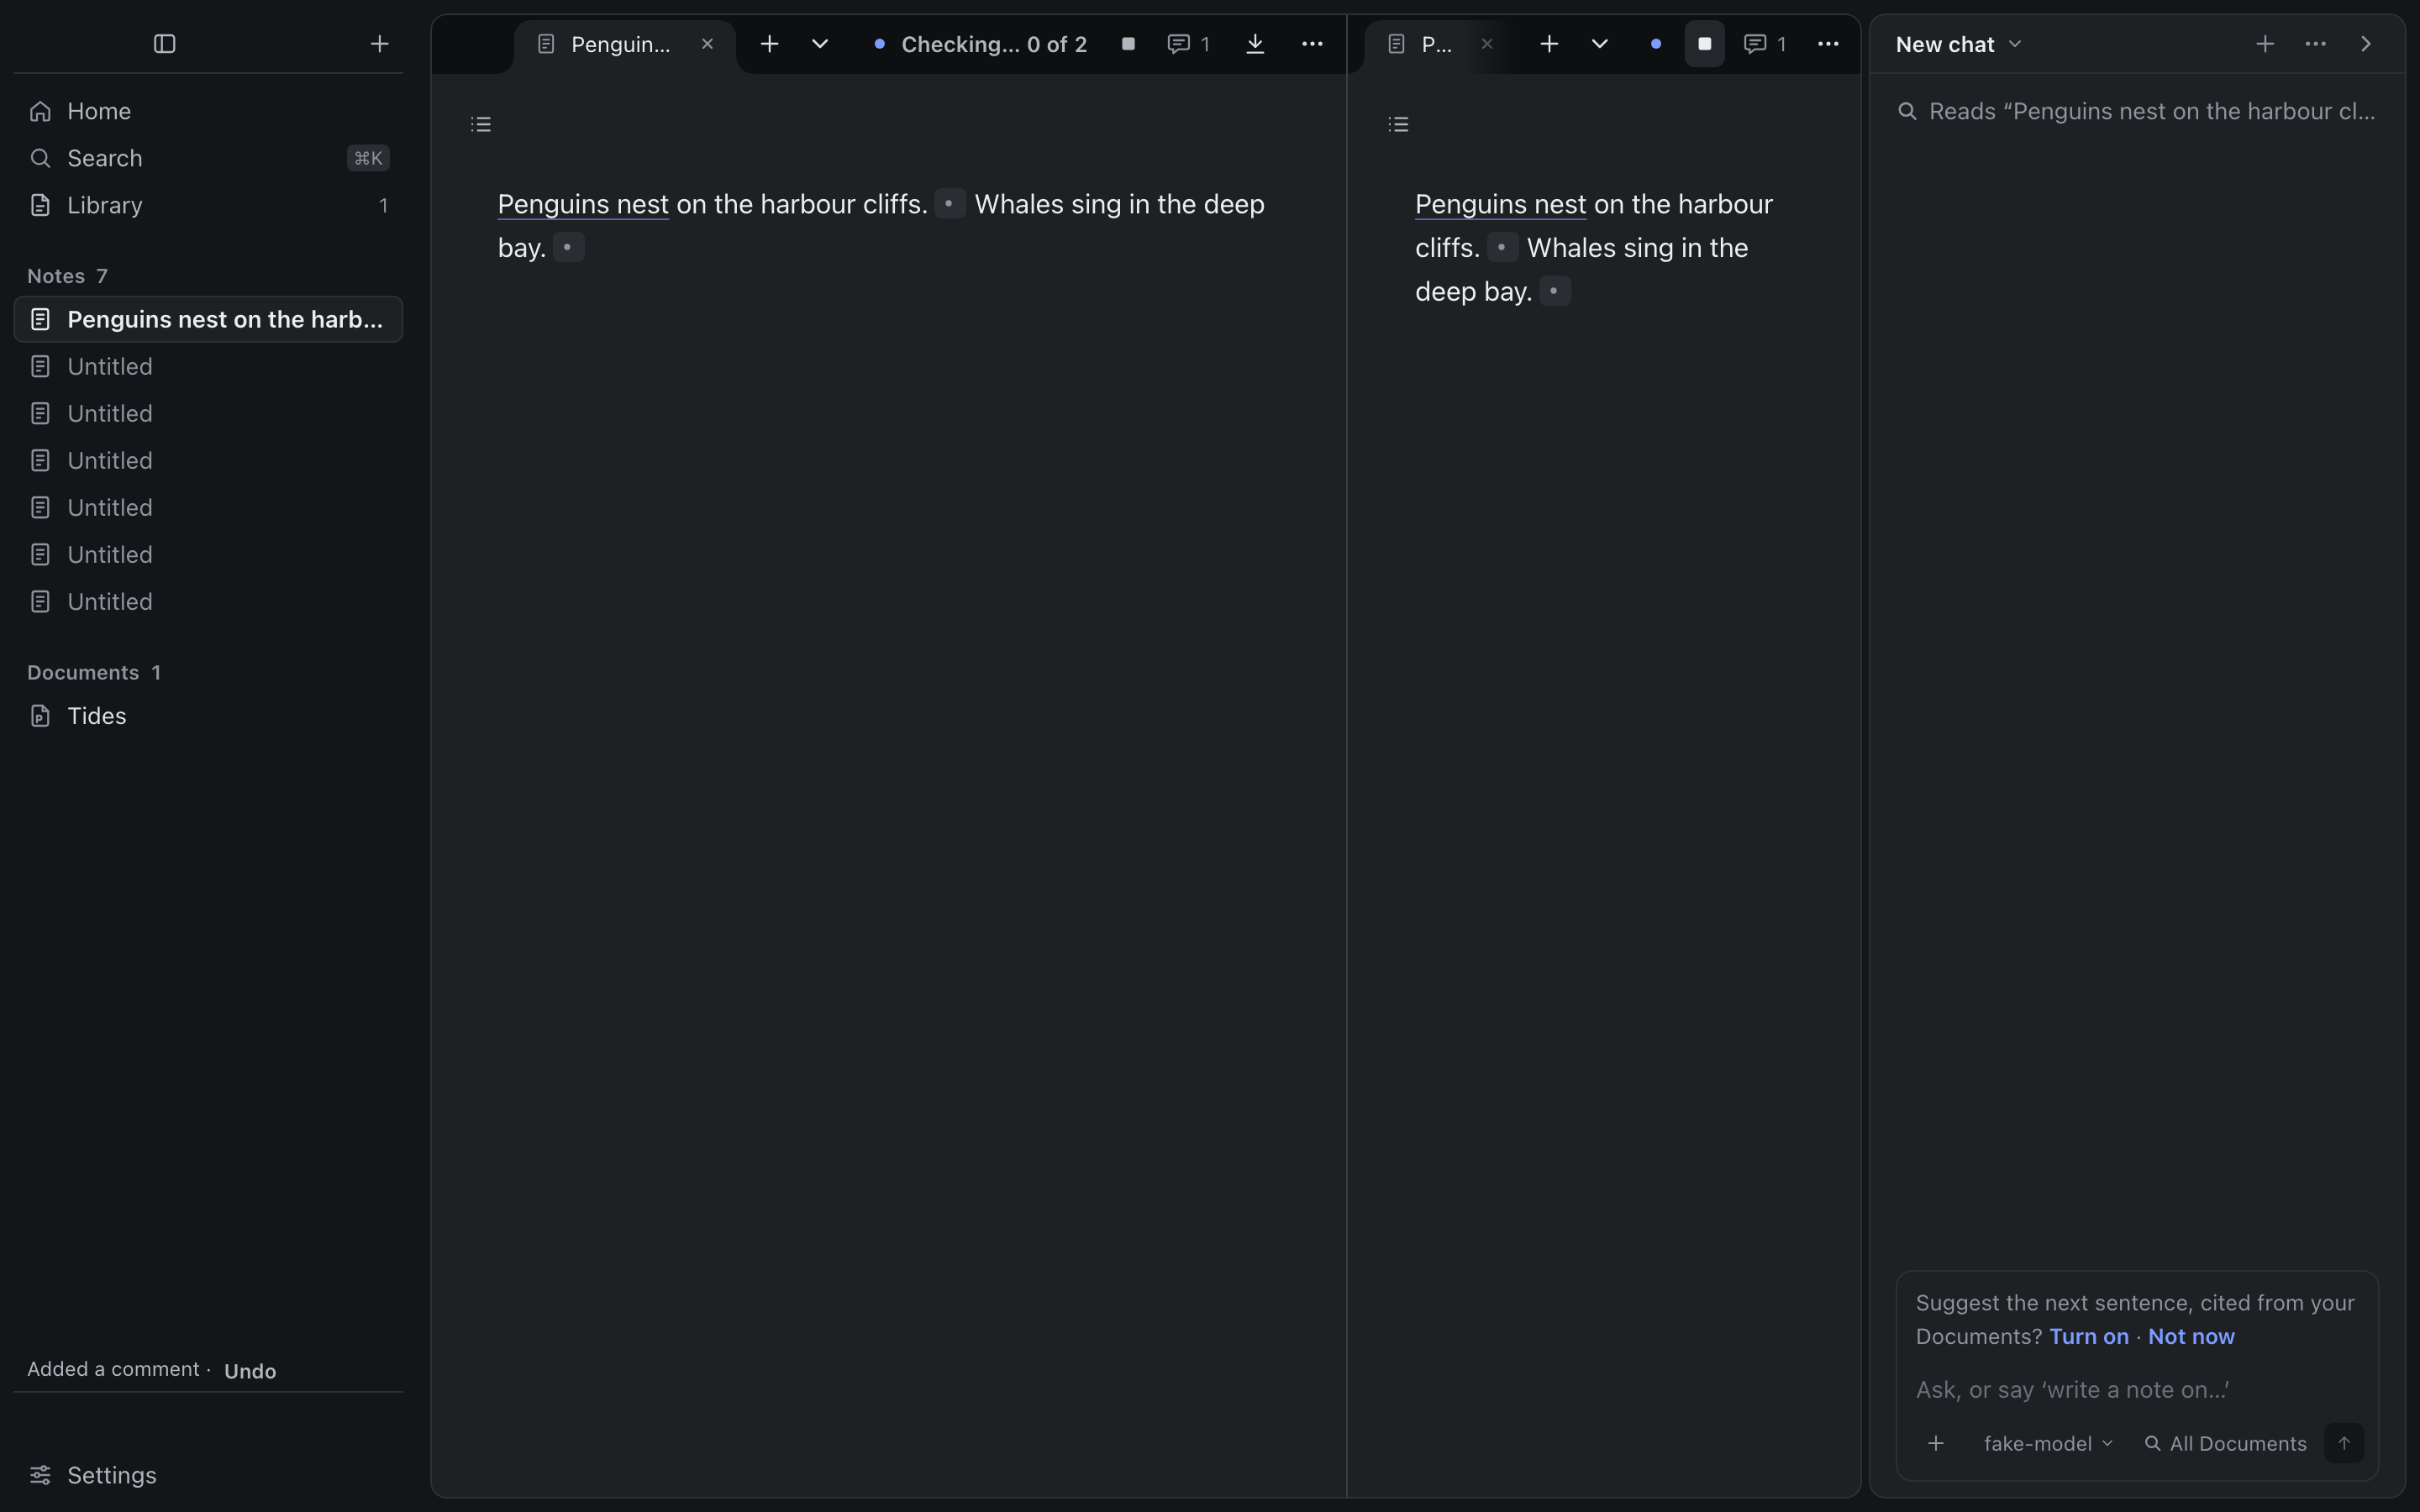 Home
Search ⌘K
Library 1
Notes 7
Penguins nest on the harb...
Untitled
Untitled
Untitled
Untitled
Untitled
Untitled
Documents 1
Tides
Added a comment · Undo
Settings
Penguin...
Checking... 0 of 2
1
Penguins nest on the harbour cliffs. Whales sing in the deep
bay.
P...
1
Penguins nest on the harbour
cliffs. Whales sing in the
deep bay.
New chat
Reads “Penguins nest on the harbour cl...
Suggest the next sentence, cited from your
Documents? Turn on · Not now
Ask, or say ‘write a note on...’
fake-model
All Documents